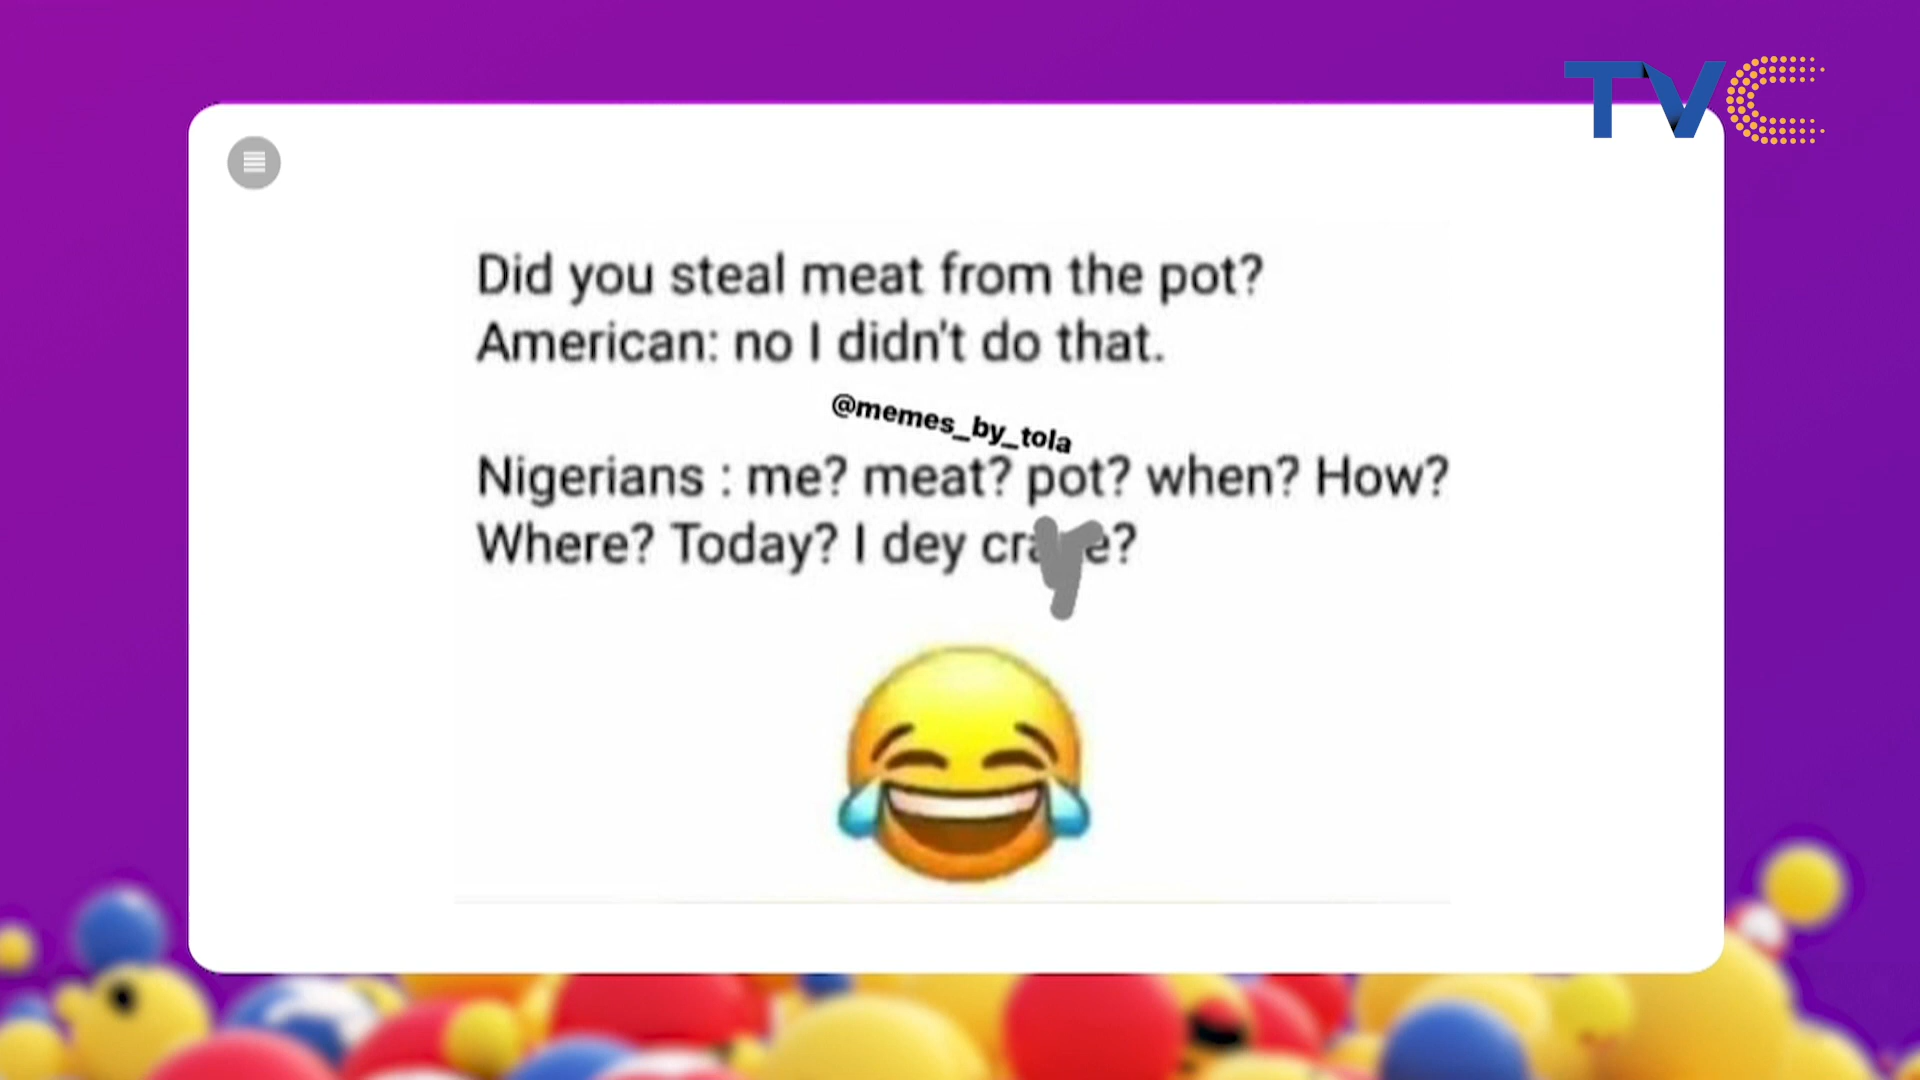 TVC
Did you steal meat from the pot?
American: no I didn't do that.
@memes_by_tola
Nigerians : me? meat? pot? when? How?
Where? Today? I dey